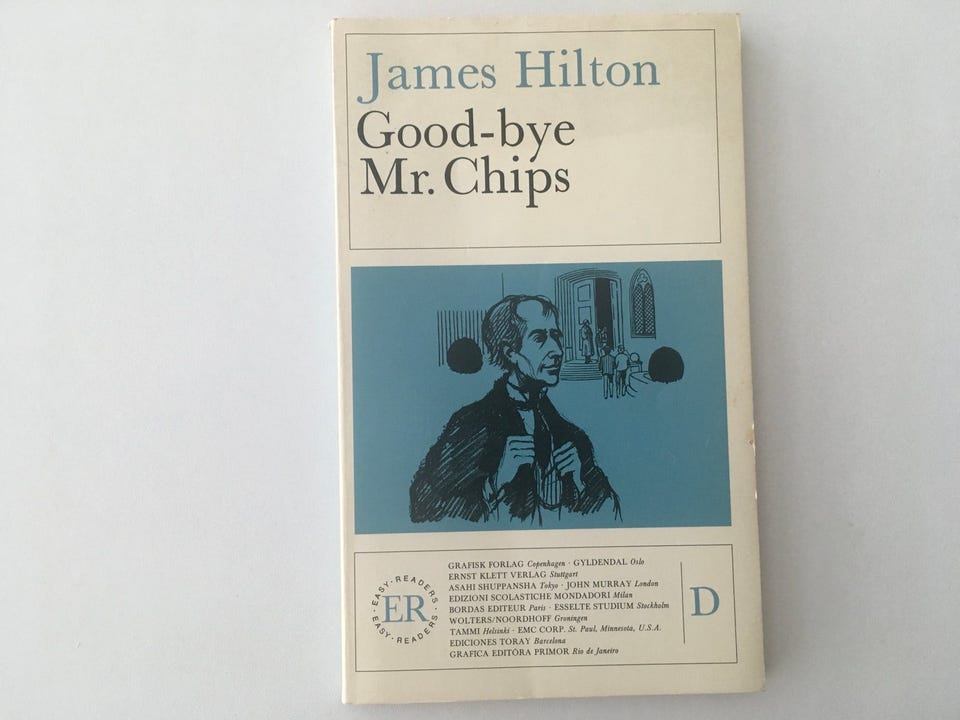 James Hilton
Good-bye
Mr. Chips
EASY · READERS · EASY · READERS ·
ER
GRAFISK FORLAG Copenhagen · GYLDENDAL Oslo
ERNST KLETT VERLAG Stuttgart
ASAHI SHUPPANSHA Tokyo · JOHN MURRAY London
EDIZIONI SCOLASTICHE MONDADORI Milan
BORDAS EDITEUR Paris · ESSELTE STUDIUM Stockholm
WOLTERS/NOORDHOFF Groningen
TAMMI Helsinki · EMC CORP. St. Paul, Minnesota, U.S.A.
EDICIONES TORAY Barcelona
GRAFICA EDITÔRA PRIMOR Rio de Janeiro
D